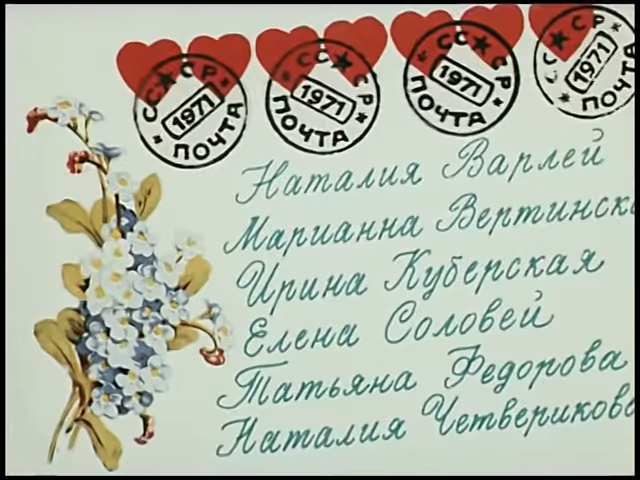 СССР 1971 ПОЧТА
СССР 1971 ПОЧТА
СССР 1971 ПОЧТА
СССР 1971 ПОЧТА
Наталия Варлей
Марианна Вертинска
Ирина Куберская
Елена Соловей
Татьяна Федорова
Наталия Четверикова